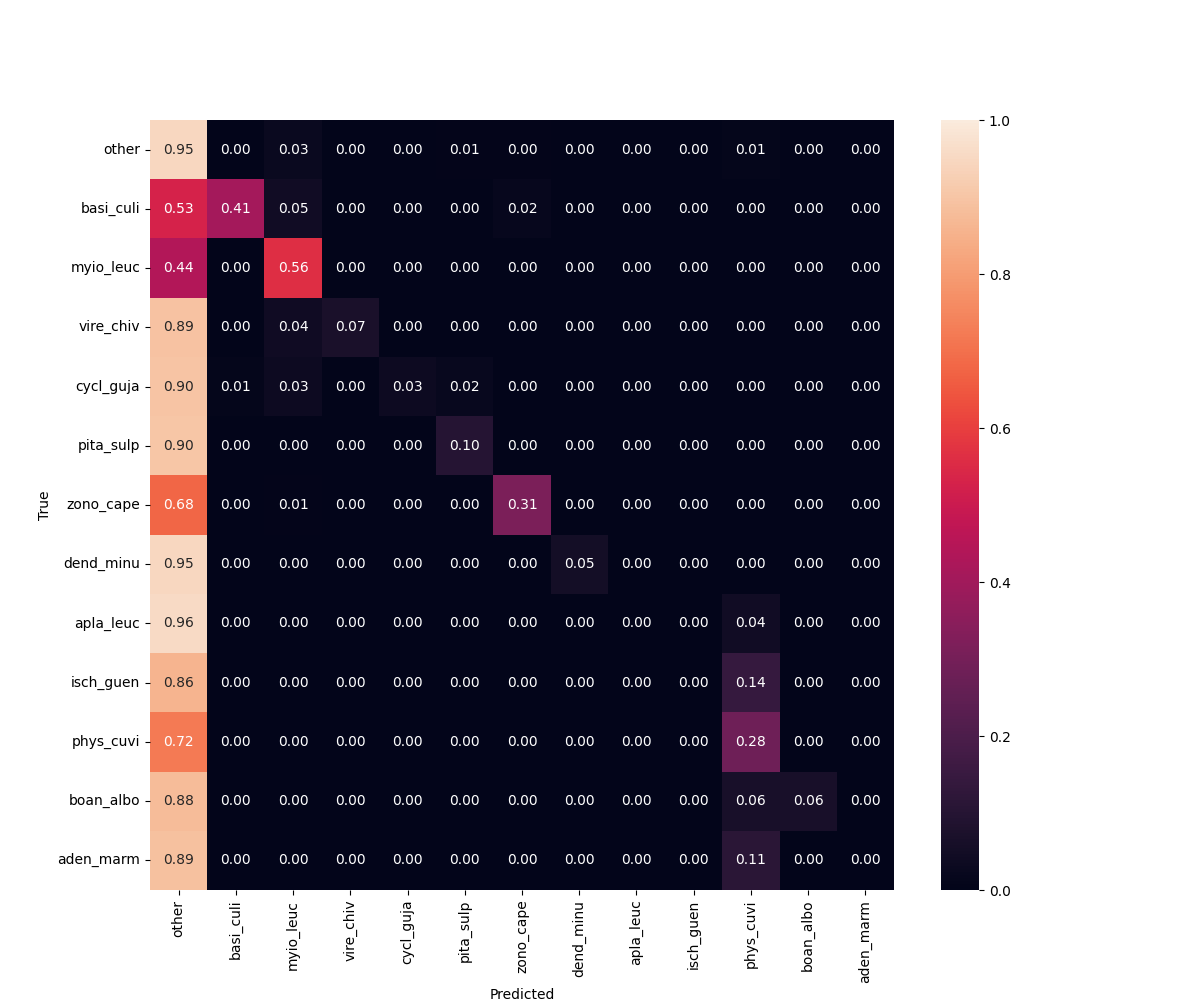 other 0.95 0.00 0.03 0.00 0.00 0.01 0.00 0.00 0.00 0.00 0.01 0.00 0.00
basi_culi 0.53 0.41 0.05 0.00 0.00 0.00 0.02 0.00 0.00 0.00 0.00 0.00 0.00
myio_leuc 0.44 0.00 0.56 0.00 0.00 0.00 0.00 0.00 0.00 0.00 0.00 0.00 0.00
vire_chiv 0.89 0.00 0.04 0.07 0.00 0.00 0.00 0.00 0.00 0.00 0.00 0.00 0.00
cycl_guja 0.90 0.01 0.03 0.00 0.03 0.02 0.00 0.00 0.00 0.00 0.00 0.00 0.00
pita_sulp 0.90 0.00 0.00 0.00 0.00 0.10 0.00 0.00 0.00 0.00 0.00 0.00 0.00
zono_cape 0.68 0.00 0.01 0.00 0.00 0.00 0.31 0.00 0.00 0.00 0.00 0.00 0.00
dend_minu 0.95 0.00 0.00 0.00 0.00 0.00 0.00 0.05 0.00 0.00 0.00 0.00 0.00
apla_leuc 0.96 0.00 0.00 0.00 0.00 0.00 0.00 0.00 0.00 0.00 0.04 0.00 0.00
isch_guen 0.86 0.00 0.00 0.00 0.00 0.00 0.00 0.00 0.00 0.00 0.14 0.00 0.00
phys_cuvi 0.72 0.00 0.00 0.00 0.00 0.00 0.00 0.00 0.00 0.00 0.28 0.00 0.00
boan_albo 0.88 0.00 0.00 0.00 0.00 0.00 0.00 0.00 0.00 0.00 0.06 0.06 0.00
aden_marm 0.89 0.00 0.00 0.00 0.00 0.00 0.00 0.00 0.00 0.00 0.11 0.00 0.00
True
other
basi_culi
myio_leuc
vire_chiv
cycl_guja
pita_sulp
zono_cape
dend_minu
apla_leuc
isch_guen
phys_cuvi
boan_albo
aden_marm
Predicted
1.0
0.8
0.6
0.4
0.2
0.0